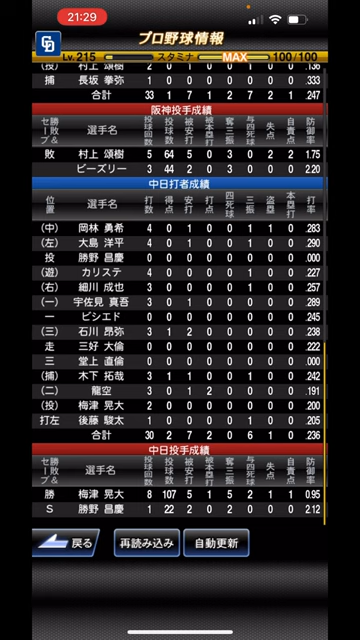 21:29
CD
プロ野球情報
Lv.215 スタミナ MAX 100/100
(投) 村上 頌樹 2 0 1 0 0 1 0 0 .136
捕 長坂 拳弥 1 0 0 0 0 0 0 0 .333
合計 33 1 7 1 2 7 2 1 .247
阪神投手成績
セ勝ー敗ブ& 選手名 投球回数 投球数 被安打 被本塁打 奪三振 与四死球 失点 自責点 防御率
敗 村上 頌樹 5 64 5 0 3 0 2 2 1.75
ビーズリー 3 44 2 0 3 0 0 0 2.20
中日打者成績
位置 選手名 打数 得点 安打 打点 四死球 三振 盗塁 本塁打 打率
(中) 岡林 勇希 4 0 1 0 0 1 1 0 .283
(左) 大島 洋平 4 0 1 0 0 1 0 0 .290
投 勝野 昌慶 0 0 0 0 0 0 0 0 .000
(遊) カリステ 4 0 0 0 0 1 0 0 .227
(右) 細川 成也 3 0 0 0 0 1 0 0 .257
(一) 宇佐見 真吾 3 0 1 0 0 0 0 0 .289
一 ビシエド 0 0 0 0 0 0 0 0 .245
(三) 石川 昂弥 3 1 2 0 0 0 0 0 .238
走 三好 大倫 0 0 0 0 0 0 0 0 .222
三 堂上 直倫 0 0 0 0 0 0 0 0 .000
(捕) 木下 拓哉 3 1 1 0 0 1 0 0 .242
(二) 龍空 3 0 0 1 2 0 0 0 .191
(投) 梅津 晃大 2 0 0 0 0 0 0 0 .200
打左 後藤 駿太 1 0 0 0 0 1 0 0 .205
合計 30 2 7 2 0 6 1 0 .236
中日投手成績
セ勝ー敗ブ& 選手名 投球回数 投球数 被安打 被本塁打 奪三振 与四死球 失点 自責点 防御率
勝 梅津 晃大 8 107 5 1 5 2 1 1 0.95
S 勝野 昌慶 1 22 2 0 2 0 0 0 2.12
戻る 再読み込み 自動更新